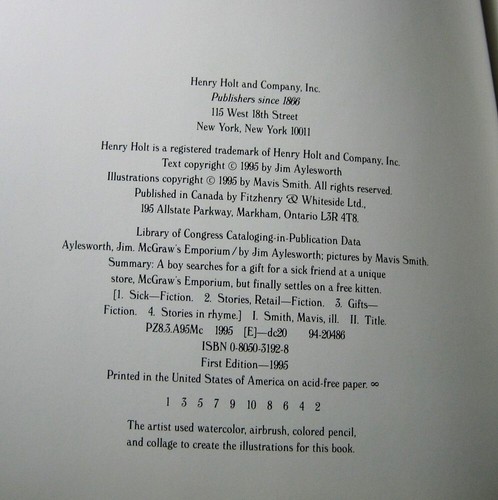 Henry Holt and Company, Inc.
Publishers since 1866
115 West 18th Street
New York, New York 10011
Henry Holt is a registered trademark of Henry Holt and Company, Inc.
Text copyright © 1995 by Jim Aylesworth
Illustrations copyright © 1995 by Mavis Smith. All rights reserved.
Published in Canada by Fitzhenry & Whiteside Ltd.,
195 Allstate Parkway, Markham, Ontario L3R 4T8.
Library of Congress Cataloging-in-Publication Data
Aylesworth, Jim. McGraw's Emporium / by Jim Aylesworth; pictures by Mavis Smith.
Summary: A boy searches for a gift for a sick friend at a unique
store, McGraw's Emporium, but finally settles on a free kitten.
[1. Sick—Fiction. 2. Stories, Retail—Fiction. 3. Gifts—
Fiction. 4. Stories in rhyme.] I. Smith, Mavis, ill. II. Title.
PZ8.3.A95Mc 1995 [E]—dc20 94-20486
ISBN 0-8050-3192-8
First Edition—1995
Printed in the United States of America on acid-free paper. ∞
1 3 5 7 9 10 8 6 4 2
The artist used watercolor, airbrush, colored pencil,
and collage to create the illustrations for this book.